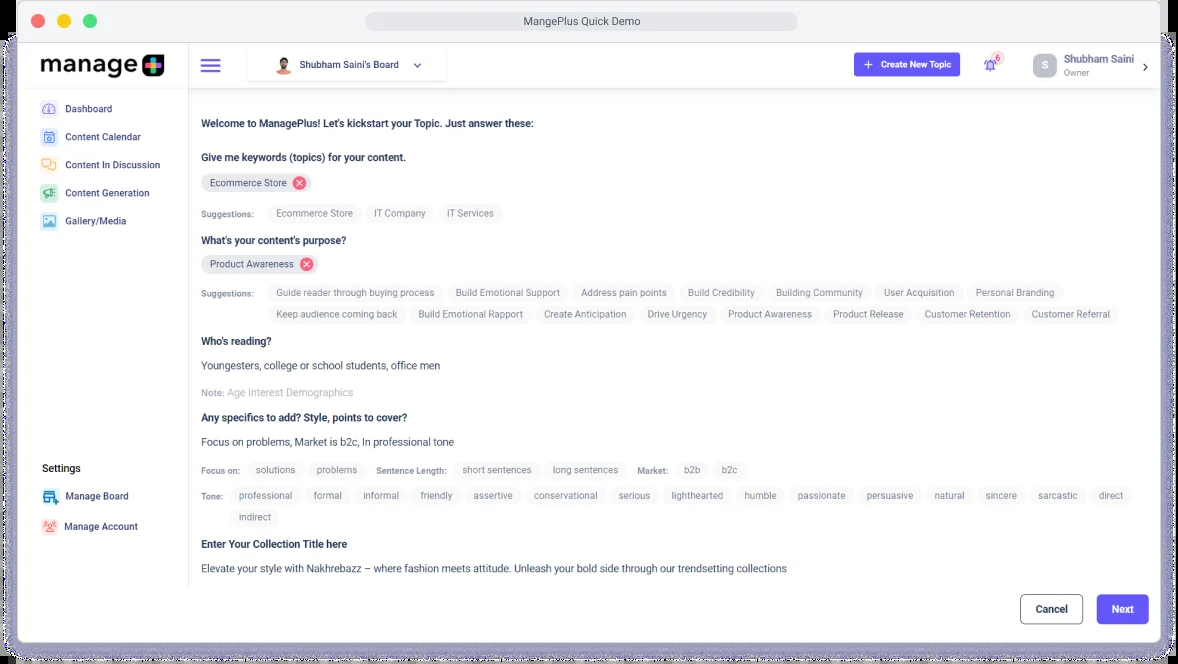 MangePlus Quick Demo
manage
Shubham Saini's Board
+ Create New Topic
6
S
Shubham Saini
Owner
Dashboard
Content Calendar
Content In Discussion
Content Generation
Gallery/Media
Settings
Manage Board
Manage Account
Welcome to ManagePlus! Let's kickstart your Topic. Just answer these:
Give me keywords (topics) for your content.
Ecommerce Store
Suggestions: Ecommerce Store IT Company IT Services
What's your content's purpose?
Product Awareness
Suggestions: Guide reader through buying process Build Emotional Support Address pain points Build Credibility Building Community User Acquisition Personal Branding
Keep audience coming back Build Emotional Rapport Create Anticipation Drive Urgency Product Awareness Product Release Customer Retention Customer Referral
Who's reading?
Youngesters, college or school students, office men
Note: Age Interest Demographics
Any specifics to add? Style, points to cover?
Focus on problems, Market is b2c, In professional tone
Focus on: solutions problems Sentence Length: short sentences long sentences Market: b2b b2c
Tone: professional formal informal friendly assertive conservational serious lighthearted humble passionate persuasive natural sincere sarcastic direct
indirect
Enter Your Collection Title here
Elevate your style with Nakhrebazz – where fashion meets attitude. Unleash your bold side through our trendsetting collections
Cancel
Next